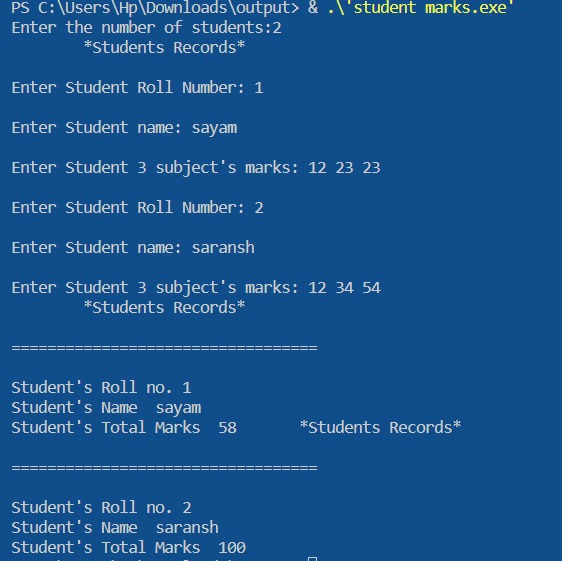 PS C:\Users\Hp\Downloads\output> & .\'student marks.exe'
Enter the number of students:2
*Students Records*
Enter Student Roll Number: 1
Enter Student name: sayam
Enter Student 3 subject's marks: 12 23 23
Enter Student Roll Number: 2
Enter Student name: saransh
Enter Student 3 subject's marks: 12 34 54
*Students Records*
==================================
Student's Roll no. 1
Student's Name  sayam
Student's Total Marks  58       *Students Records*
==================================
Student's Roll no. 2
Student's Name  saransh
Student's Total Marks  100